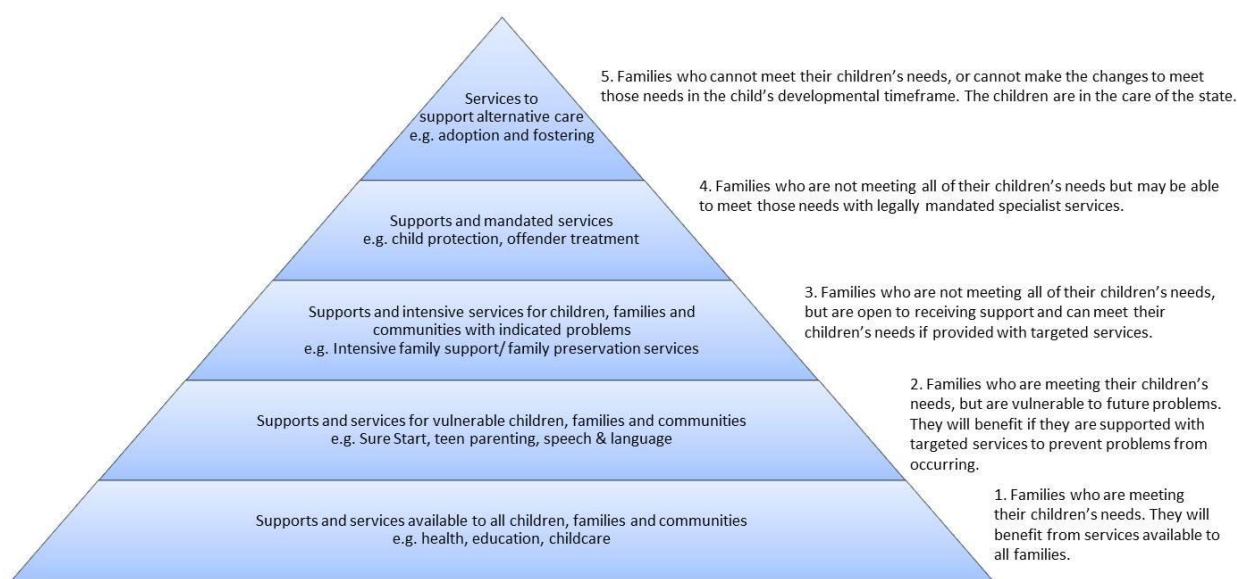 Services to
support alternative care
e.g. adoption and fostering
5. Families who cannot meet their children’s needs, or cannot make the changes to meet
those needs in the child’s developmental timeframe. The children are in the care of the state.
Supports and mandated services
e.g. child protection, offender treatment
4. Families who are not meeting all of their children’s needs but may be able
to meet those needs with legally mandated specialist services.
Supports and intensive services for children, families and
communities with indicated problems
e.g. Intensive family support/ family preservation services
3. Families who are not meeting all of their children’s needs,
but are open to receiving support and can meet their
children’s needs if provided with targeted services.
Supports and services for vulnerable children, families and communities
e.g. Sure Start, teen parenting, speech & language
2. Families who are meeting their children’s
needs, but are vulnerable to future problems.
They will benefit if they are supported with
targeted services to prevent problems from
occurring.
Supports and services available to all children, families and communities
e.g. health, education, childcare
1. Families who are meeting
their children’s needs. They will
benefit from services available to
all families.